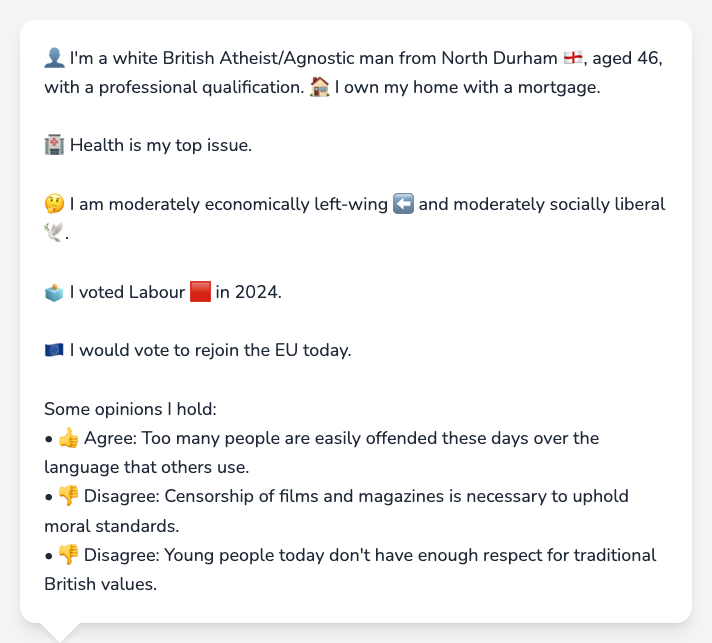 👤 I'm a white British Atheist/Agnostic man from North Durham 🏴󠁧󠁢󠁥󠁮󠁧󠁿, aged 46,
with a professional qualification. 🏠 I own my home with a mortgage.
🏥 Health is my top issue.
🤔 I am moderately economically left-wing ⬅️ and moderately socially liberal
🕊️.
🗳️ I voted Labour 🟥 in 2024.
🇪🇺 I would vote to rejoin the EU today.
Some opinions I hold:
• 👍 Agree: Too many people are easily offended these days over the
language that others use.
• 👎 Disagree: Censorship of films and magazines is necessary to uphold
moral standards.
• 👎 Disagree: Young people today don't have enough respect for traditional
British values.